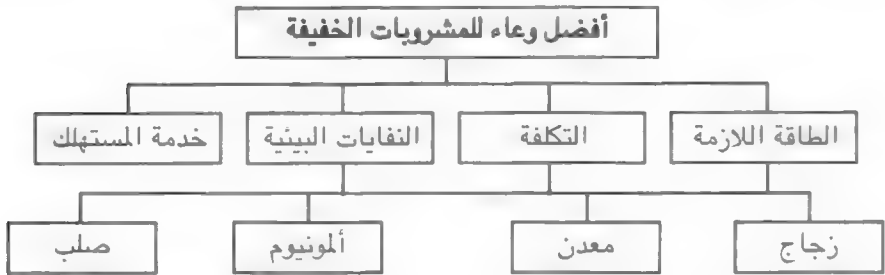 أفضل وعاء للمشروبات الخفيفة
الطاقة اللازمة
التكلفة
النفايات البيئية
خدمة المستهلك
زجاج
معدن
ألمونيوم
صلب